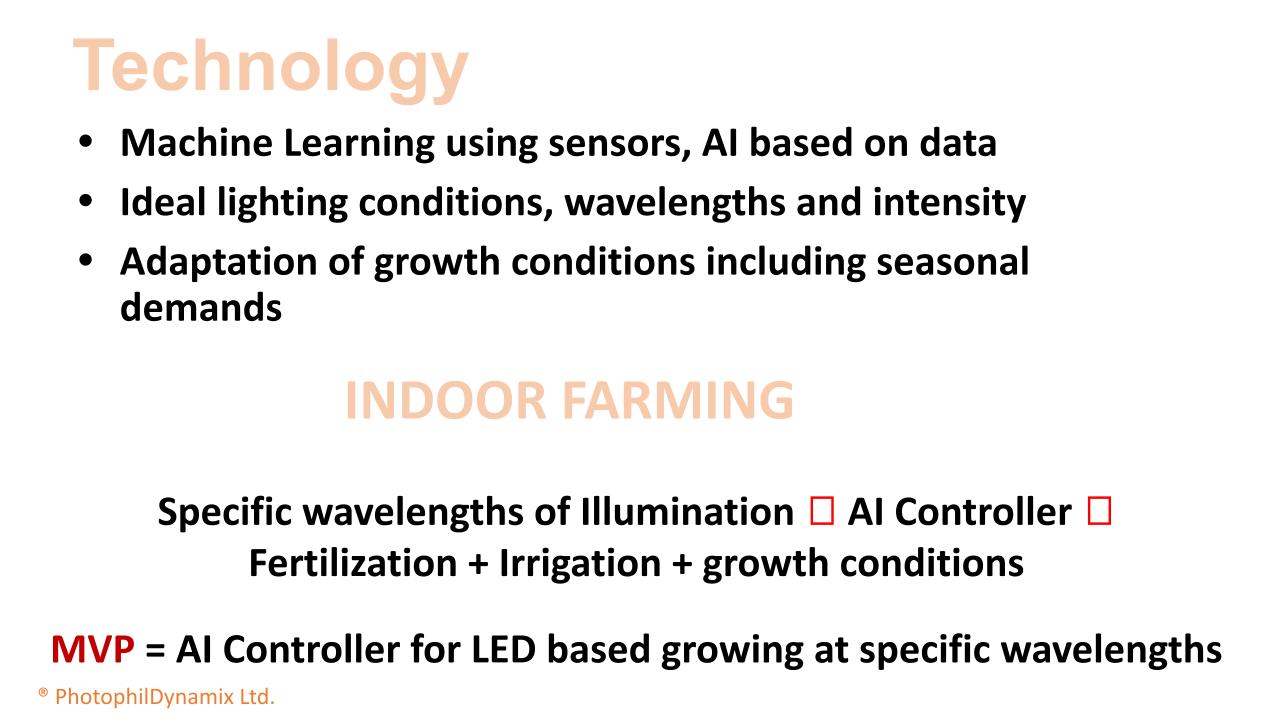 Technology
• Machine Learning using sensors, AI based on data
• Ideal lighting conditions, wavelengths and intensity
• Adaptation of growth conditions including seasonal
demands
INDOOR FARMING
Specific wavelengths of Illumination □ AI Controller □
Fertilization + Irrigation + growth conditions
MVP = AI Controller for LED based growing at specific wavelengths
® PhotophilDynamix Ltd.